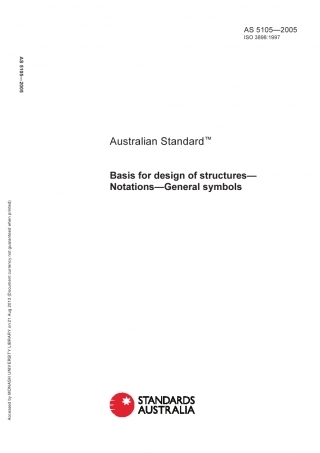 AS 5105—2005
ISO 3898:1997
AS 5105—2005
Australian Standard™
Basis for design of structures—
Notations—General symbols
Accessed by MONASH UNIVERSITY LIBRARY on 21 Aug 2013 (Document currency not guaranteed when printed)
STANDARDS
AUSTRALIA